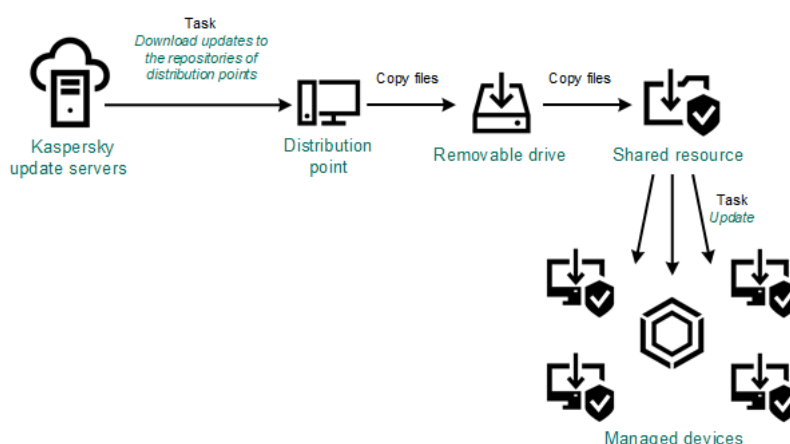 Task
Download updates to
the repositories of
distribution points
Copy files
Copy files
Kaspersky
update servers
Distribution
point
Removable drive
Shared resource
Task
Update
Managed devices